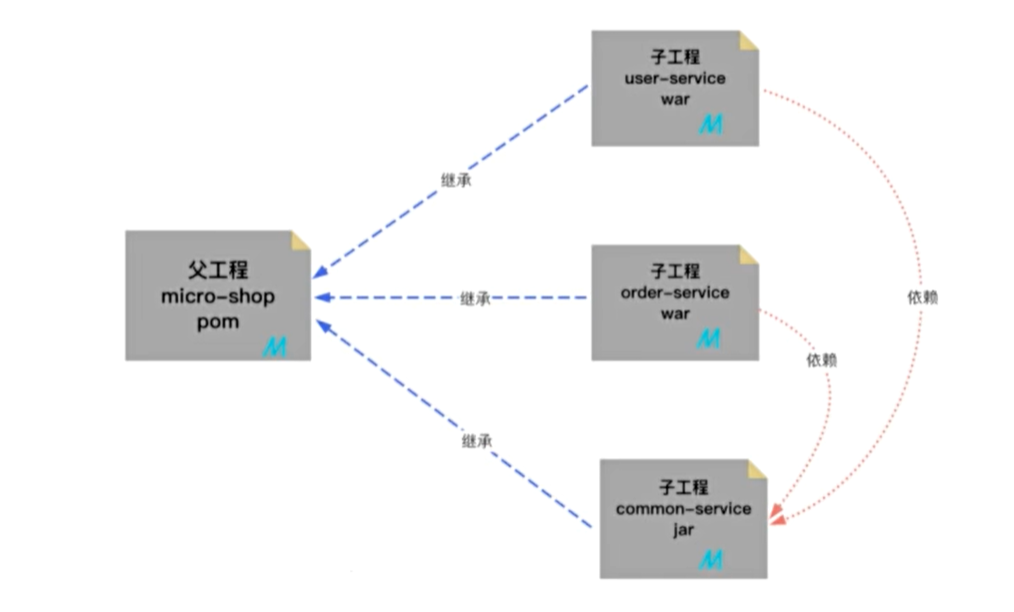 子工程
user-service
war
继承
父工程
micro-shop
pom
继承
子工程
order-service
war
依赖
依赖
继承
子工程
common-service
jar